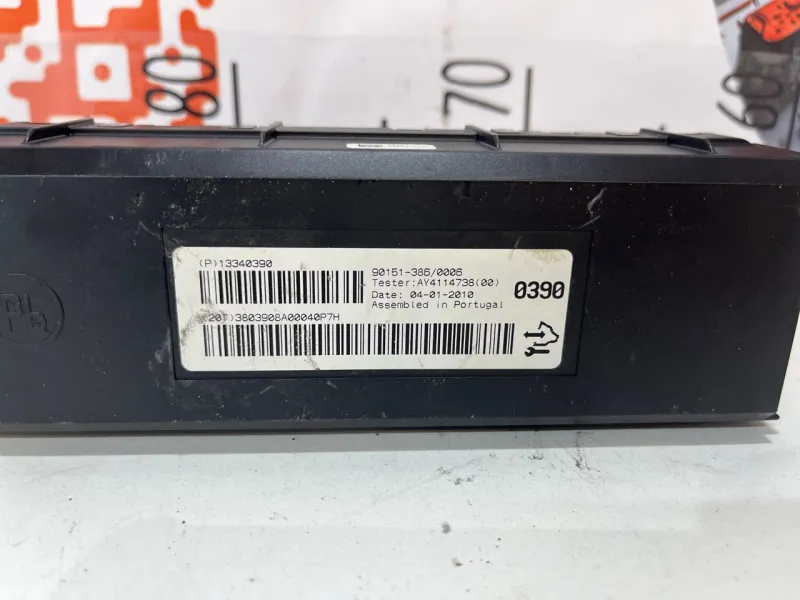 80
70
60
(P)13340390
90151-386/0006
Tester:AY4114738(00)
Date: 04-01-2010
Assembled in Portugal
0390
(20T)3803908A00040P7H